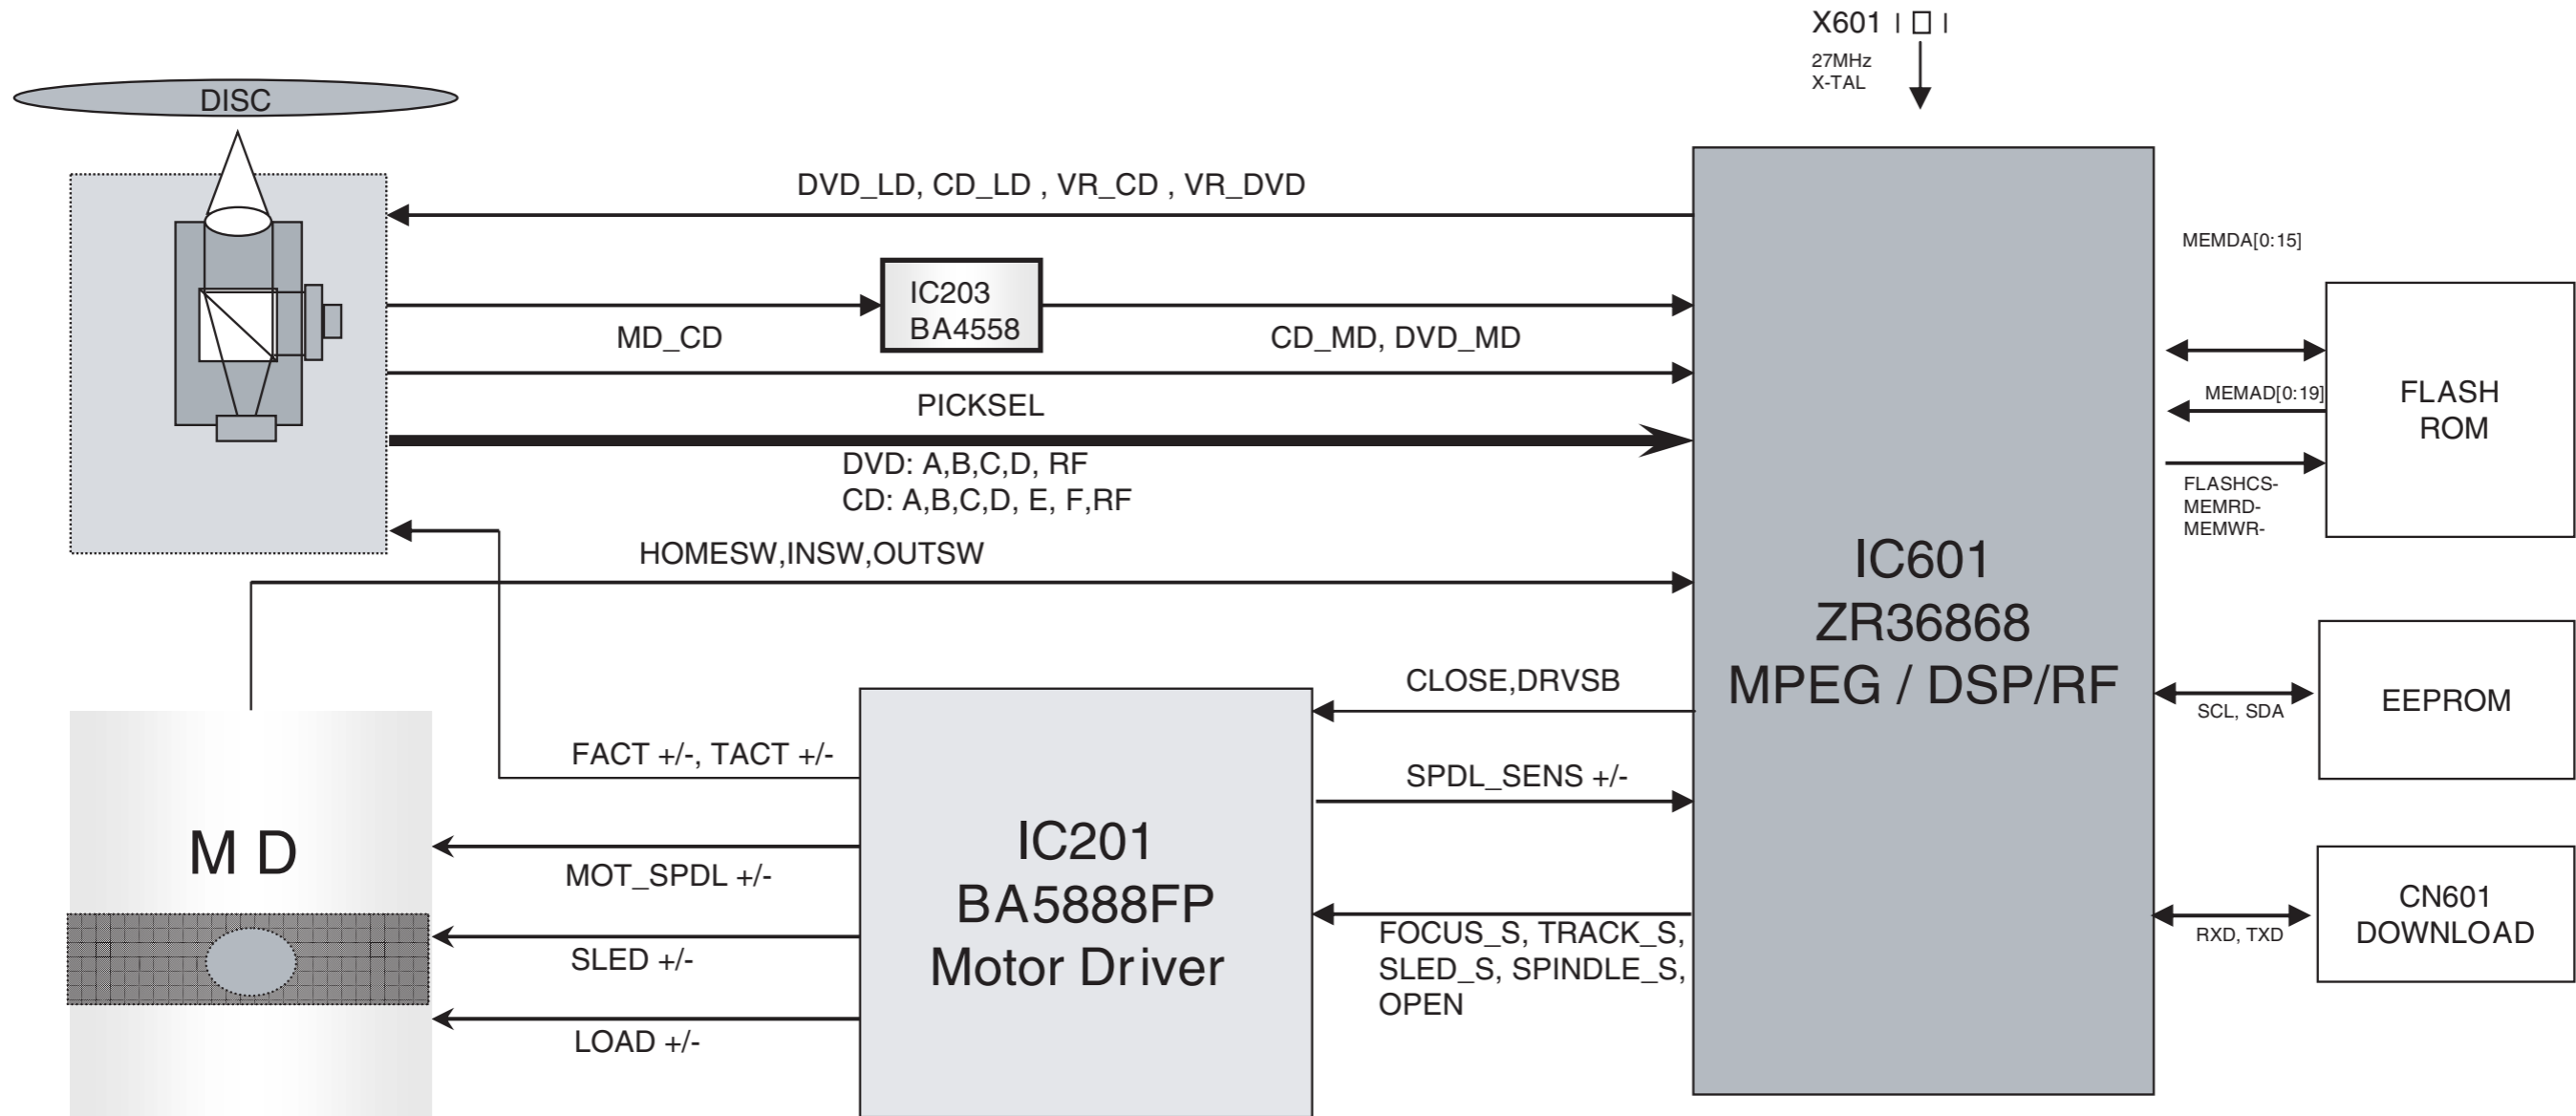 X601
27MHz
X-TAL
DISC
DVD_LD, CD_LD , VR_CD , VR_DVD
IC203
BA4558
MD_CD
CD_MD, DVD_MD
PICKSEL
DVD: A,B,C,D, RF
CD: A,B,C,D, E, F,RF
HOMESW,INSW,OUTSW
IC601
ZR36868
MPEG / DSP/RF
MEMDA[0:15]
MEMAD[0:19]
FLASHCS-
MEMRD-
MEMWR-
FLASH
ROM
SCL, SDA
EEPROM
RXD, TXD
CN601
DOWNLOAD
CLOSE,DRVSB
SPDL_SENS +/-
FOCUS_S, TRACK_S,
SLED_S, SPINDLE_S,
OPEN
IC201
BA5888FP
Motor Driver
FACT +/-, TACT +/-
MOT_SPDL +/-
SLED +/-
LOAD +/-
M D